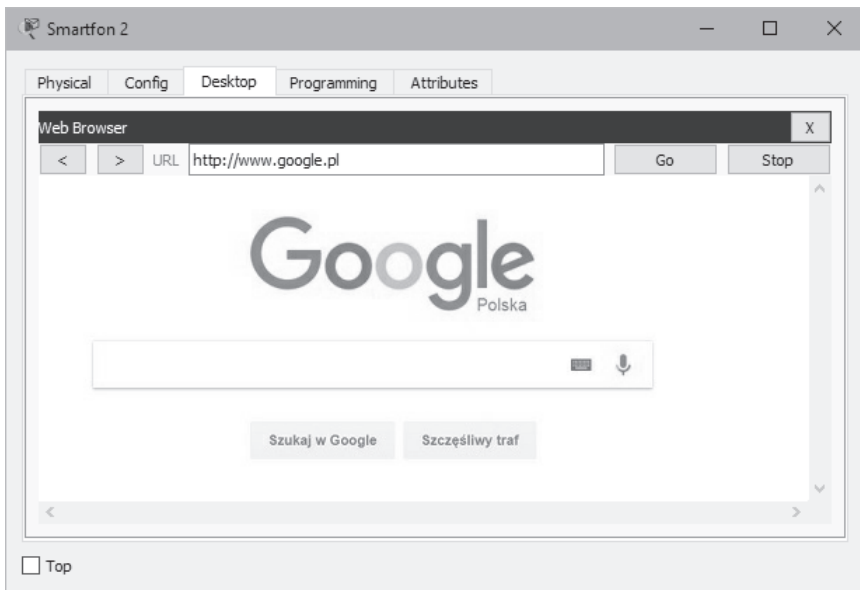 Smartfon 2
Physical Config Desktop Programming Attributes
Web Browser X
< > URL http://www.google.pl Go Stop
Google
Polska
Szukaj w Google Szczęśliwy traf
Top